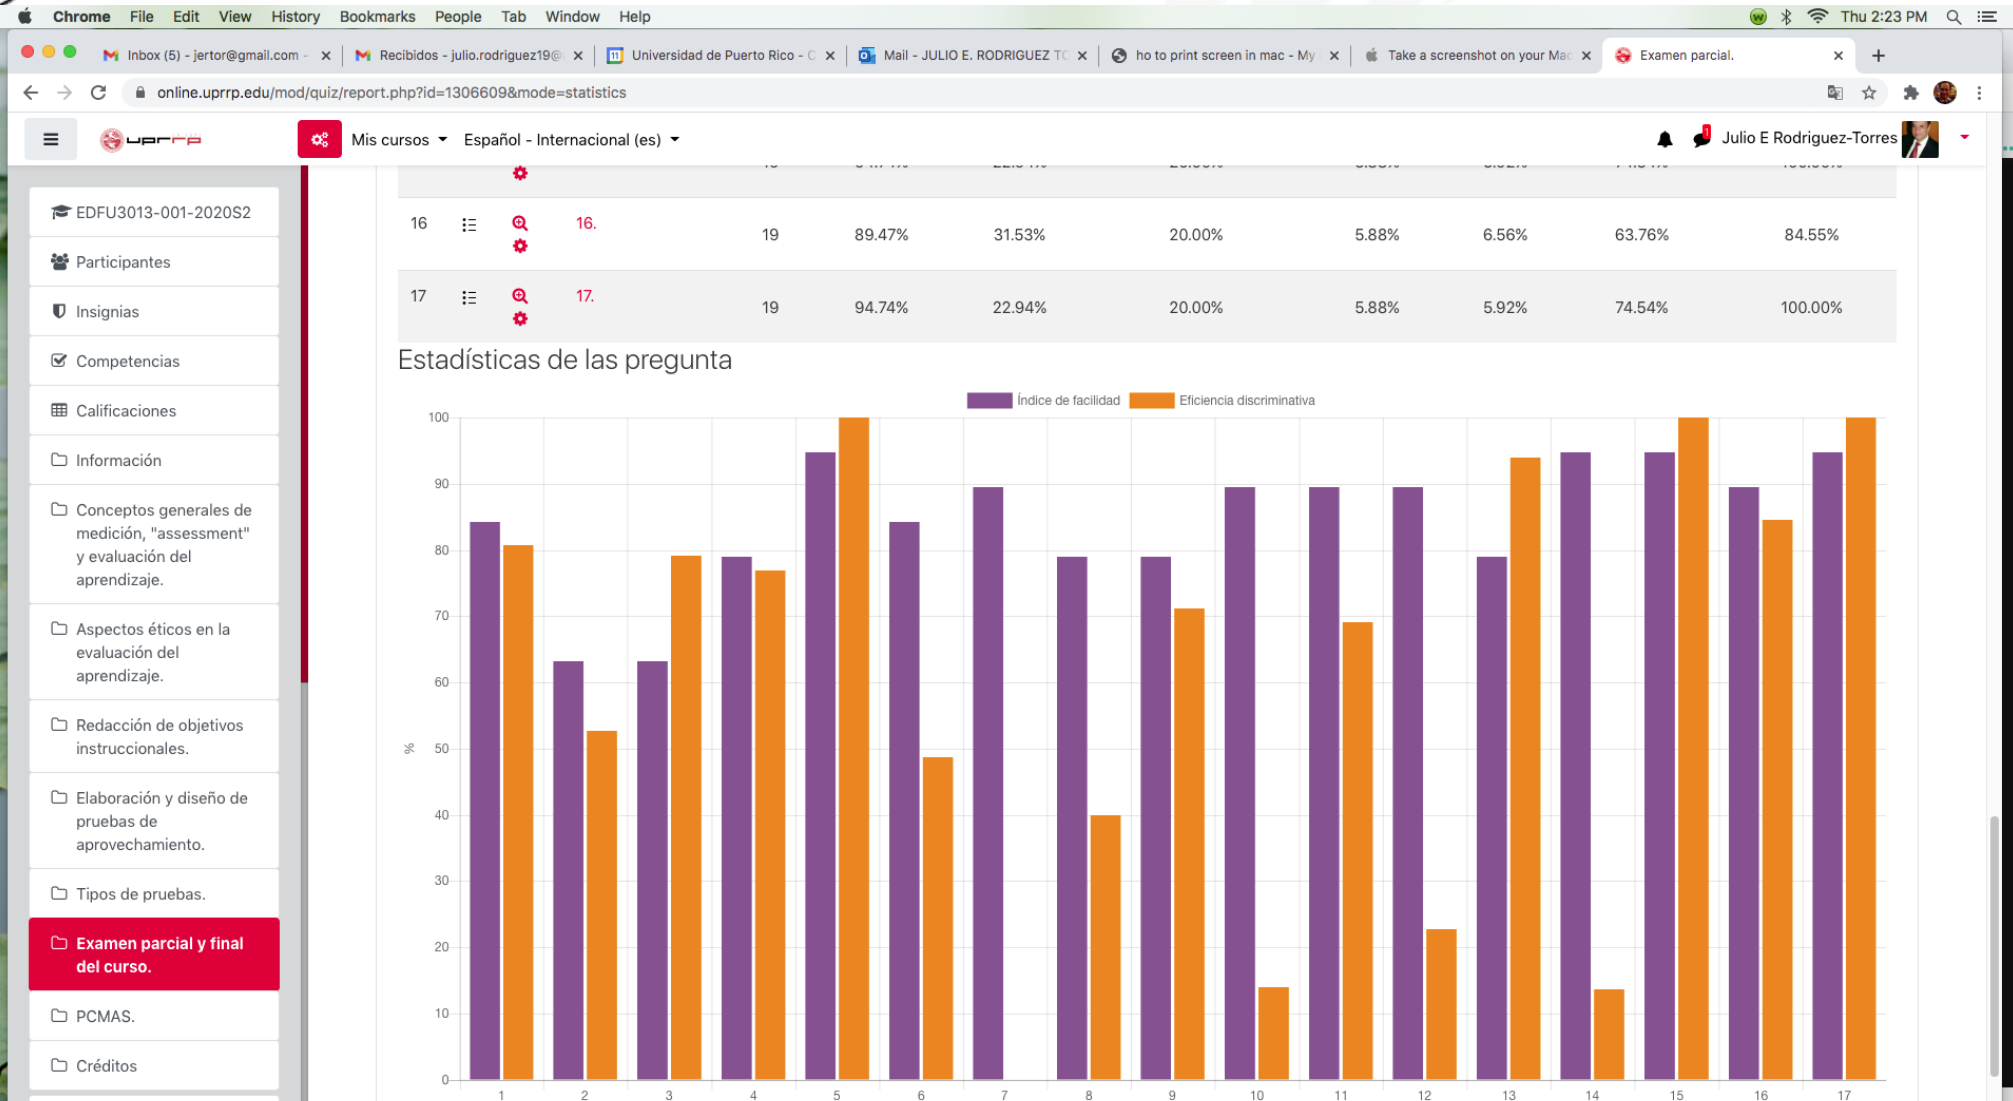 Chrome File Edit View History Bookmarks People Tab Window Help
Thu 2:23 PM
Inbox (5) - jertor@gmail.com -
Recibidos - julio.rodriguez19@
Universidad de Puerto Rico - C
Mail - JULIO E. RODRIGUEZ TO
ho to print screen in mac - My
Take a screenshot on your Mac
Examen parcial.
online.uprrp.edu/mod/quiz/report.php?id=1306609&mode=statistics
uprrp
Mis cursos
Español - Internacional (es)
1
Julio E Rodriguez-Torres
EDFU3013-001-2020S2
Participantes
Insignias
Competencias
Calificaciones
Información
Conceptos generales de
medición, "assessment"
y evaluación del
aprendizaje.
Aspectos éticos en la
evaluación del
aprendizaje.
Redacción de objetivos
instruccionales.
Elaboración y diseño de
pruebas de
aprovechamiento.
Tipos de pruebas.
Examen parcial y final
del curso.
PCMAS.
Créditos
16 16. 19 89.47% 31.53% 20.00% 5.88% 6.56% 63.76% 84.55%
17 17. 19 94.74% 22.94% 20.00% 5.88% 5.92% 74.54% 100.00%
Estadísticas de las pregunta
Índice de facilidad Eficiencia discriminativa
100
90
80
70
60
%
50
40
30
20
10
0
1 2 3 4 5 6 7 8 9 10 11 12 13 14 15 16 17